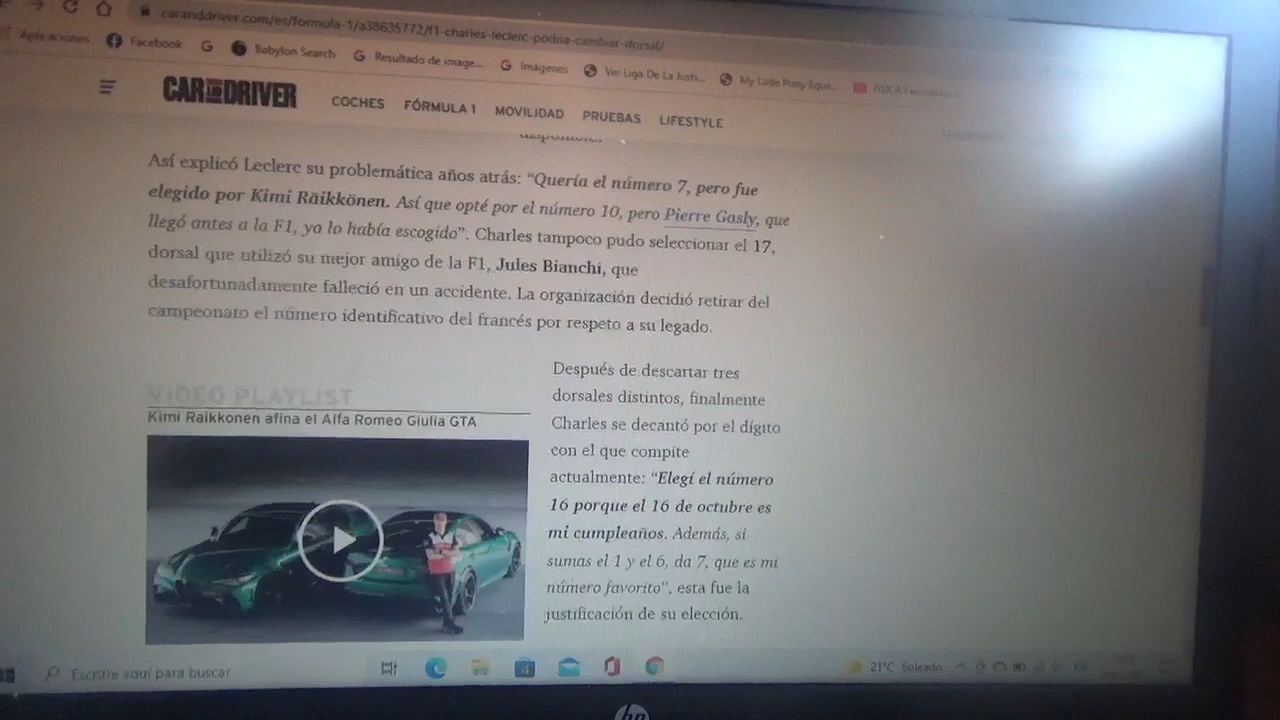 caranddriver.com/es/formula-1/a38635772/f1-charles-leclerc-podria-cambiar-dorsal/
Aplicaciones Facebook Babylon Search Resultado de image... Imágenes Ver Liga De La Justi... My Little Pony Eque...
CAR AND DRIVER COCHES FÓRMULA 1 MOVILIDAD PRUEBAS LIFESTYLE
Así explicó Leclerc su problemática años atrás: “Quería el número 7, pero fue
elegido por Kimi Räikkönen. Así que opté por el número 10, pero Pierre Gasly, que
llegó antes a la F1, ya lo había escogido”. Charles tampoco pudo seleccionar el 17,
dorsal que utilizó su mejor amigo de la F1, Jules Bianchi, que
desafortunadamente falleció en un accidente. La organización decidió retirar del
campeonato el número identificativo del francés por respeto a su legado.
VIDEO PLAYLIST
Kimi Raikkonen afina el Alfa Romeo Giulia GTA
Después de descartar tres
dorsales distintos, finalmente
Charles se decantó por el dígito
con el que compite
actualmente: “Elegí el número
16 porque el 16 de octubre es
mi cumpleaños. Además, si
sumas el 1 y el 6, da 7, que es mi
número favorito”, esta fue la
justificación de su elección.
Escribe aquí para buscar 21°C Soleado
hp